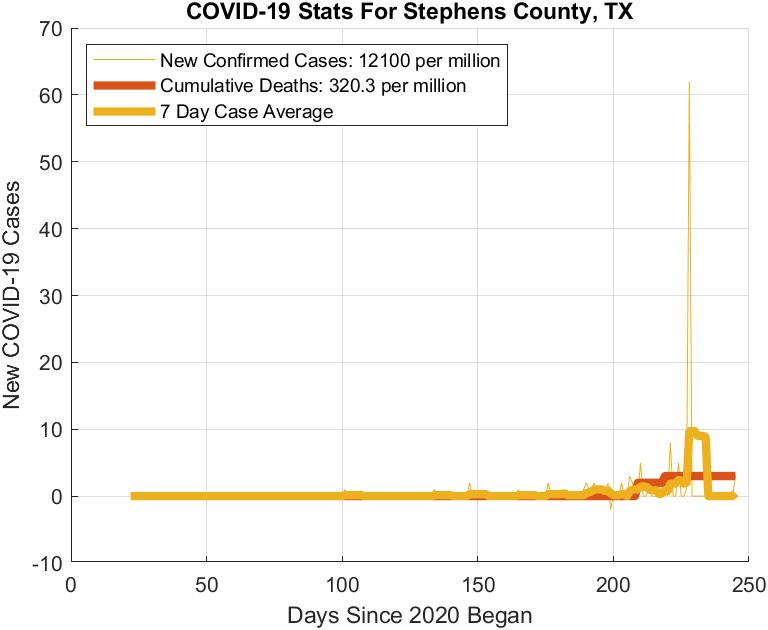 COVID-19 Stats For Stephens County, TX
70
60
50
40
30
20
10
0
-10
New COVID-19 Cases
New Confirmed Cases: 12100 per million
Cumulative Deaths: 320.3 per million
7 Day Case Average
0 50 100 150 200 250
Days Since 2020 Began